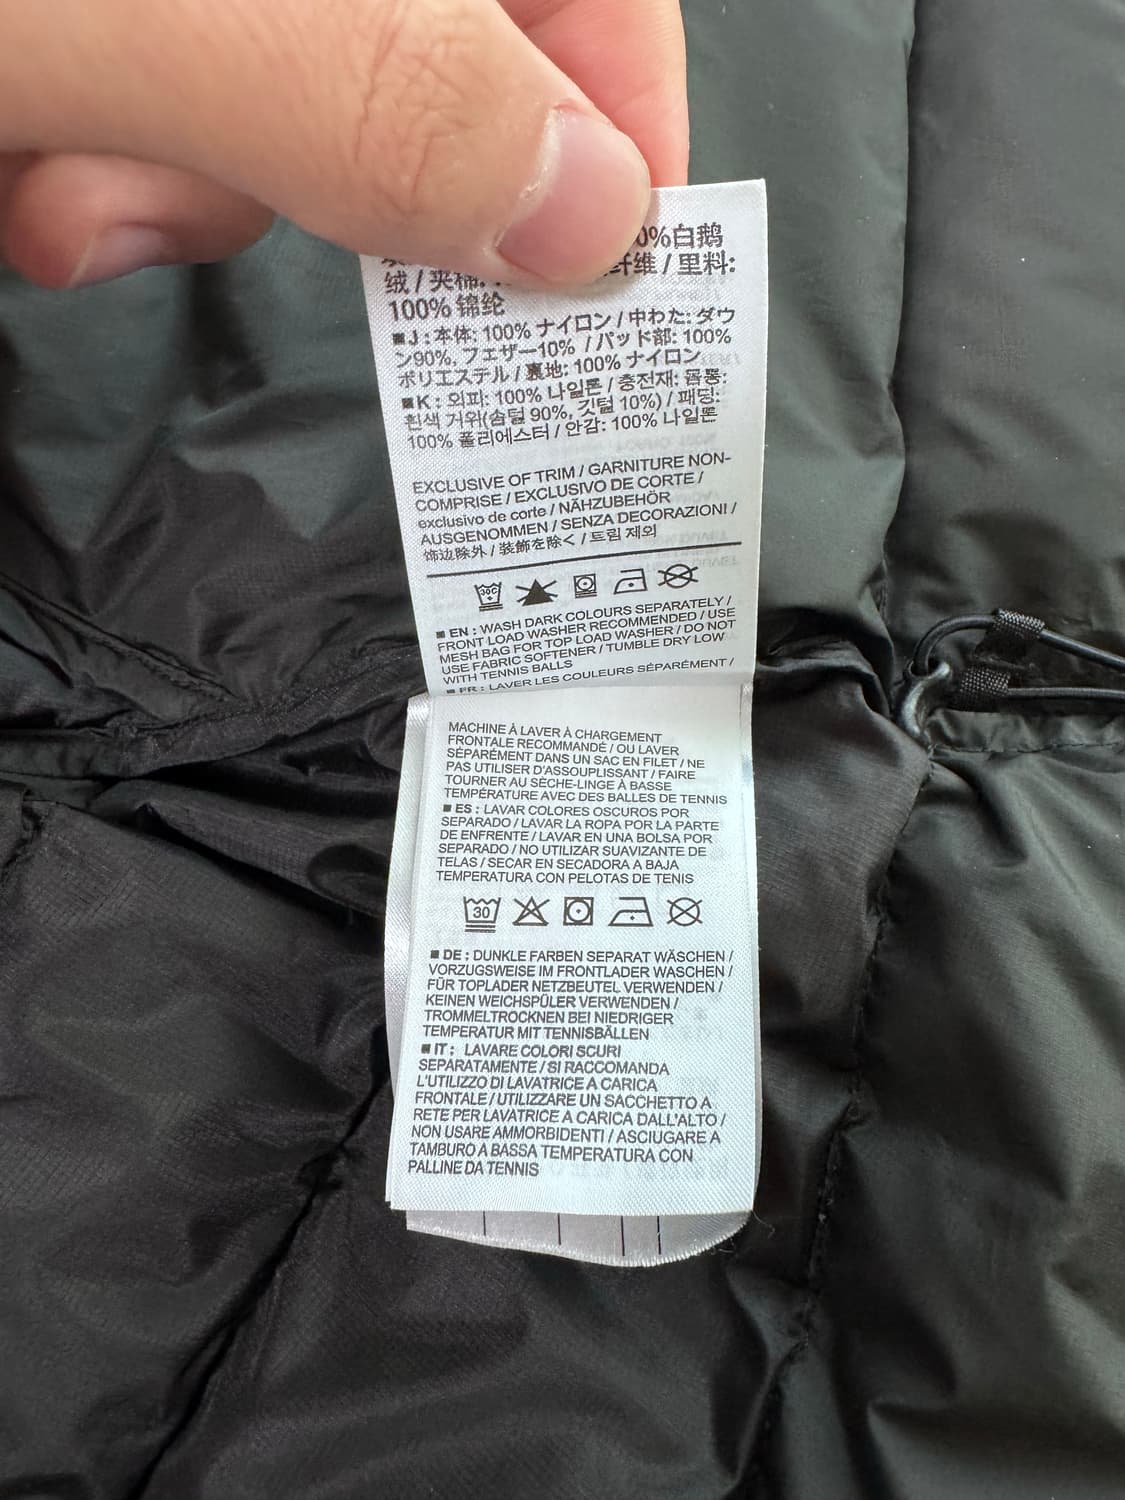 0%白鹅
绒 / 夹棉: 纤维 / 里料:
100% 锦纶
■ J : 本体: 100% ナイロン / 中わた: ダウ
ン90%, フェザー10% / パッド部: 100%
ポリエステル / 裏地: 100% ナイロン
■ K : 외피: 100% 나일론 / 충전재: 몸통:
흰색 거위(솜털 90%, 깃털 10%) / 패딩:
100% 폴리에스터 / 안감: 100% 나일론
EXCLUSIVE OF TRIM / GARNITURE NON-
COMPRISE / EXCLUSIVO DE CORTE /
exclusivo de corte / NÄHZUBEHÖR
AUSGENOMMEN / SENZA DECORAZIONI /
饰边除外 / 装飾を除く / 트림 제외
30C
■ EN : WASH DARK COLOURS SEPARATELY /
FRONT LOAD WASHER RECOMMENDED / USE
MESH BAG FOR TOP LOAD WASHER / DO NOT
USE FABRIC SOFTENER / TUMBLE DRY LOW
WITH TENNIS BALLS
■ FR : LAVER LES COULEURS SÉPARÉMENT /
MACHINE À LAVER À CHARGEMENT
FRONTALE RECOMMANDÉ / OU LAVER
SÉPARÉMENT DANS UN SAC EN FILET / NE
PAS UTILISER D'ASSOUPLISSANT / FAIRE
TOURNER AU SÈCHE-LINGE À BASSE
TEMPÉRATURE AVEC DES BALLES DE TENNIS
■ ES : LAVAR COLORES OSCUROS POR
SEPARADO / LAVAR LA ROPA POR LA PARTE
DE ENFRENTE / LAVAR EN UNA BOLSA POR
SEPARADO / NO UTILIZAR SUAVIZANTE DE
TELAS / SECAR EN SECADORA A BAJA
TEMPERATURA CON PELOTAS DE TENIS
30
■ DE : DUNKLE FARBEN SEPARAT WÄSCHEN /
VORZUGSWEISE IM FRONTLADER WASCHEN /
FÜR TOPLADER NETZBEUTEL VERWENDEN /
KEINEN WEICHSPÜLER VERWENDEN /
TROMMELTROCKNEN BEI NIEDRIGER
TEMPERATUR MIT TENNISBÄLLEN
■ IT : LAVARE COLORI SCURI
SEPARATAMENTE / SI RACCOMANDA
L'UTILIZZO DI LAVATRICE A CARICA
FRONTALE / UTILIZZARE UN SACCHETTO A
RETE PER LAVATRICE A CARICA DALL'ALTO /
NON USARE AMMORBIDENTI / ASCIUGARE A
TAMBURO A BASSA TEMPERATURA CON
PALLINE DA TENNIS